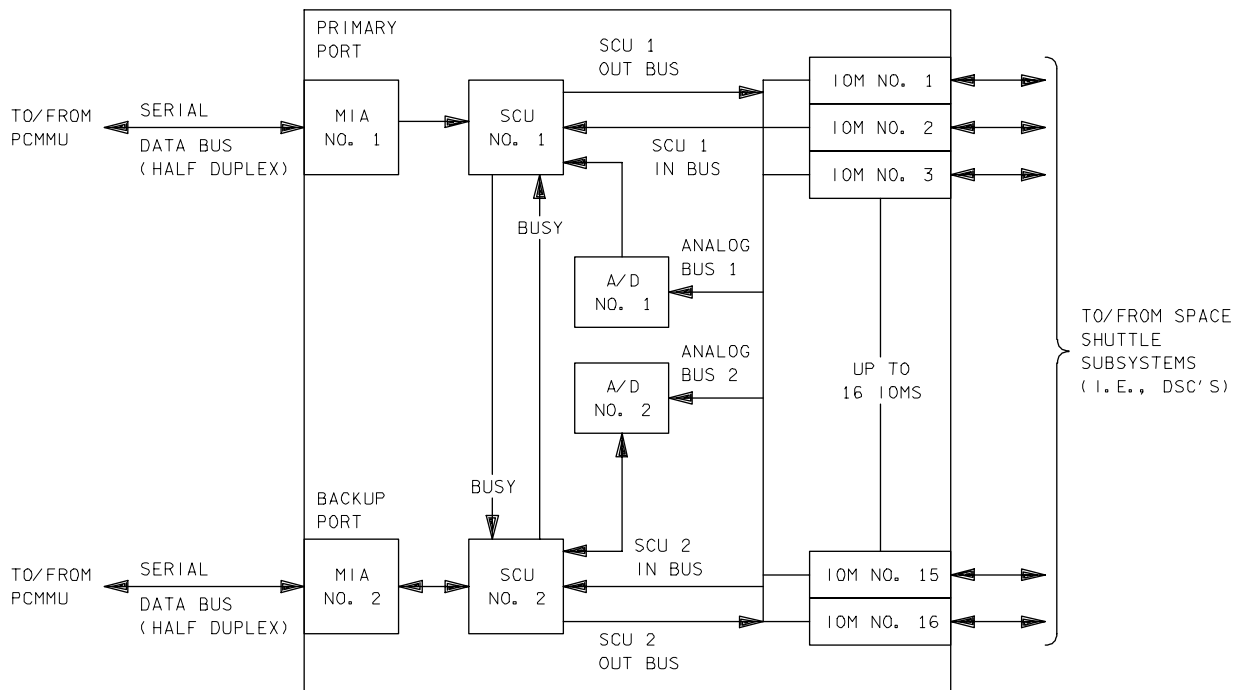 PRIMARY
PORT
SCU 1
OUT BUS
IOM NO. 1
TO/FROM
PCMMU
SERIAL
DATA BUS
(HALF DUPLEX)
MIA
NO. 1
SCU
NO. 1
IOM NO. 2
SCU 1
IN BUS
IOM NO. 3
BUSY
ANALOG
BUS 1
A/D
NO. 1
TO/FROM SPACE
SHUTTLE
SUBSYSTEMS
(I.E., DSC'S)
ANALOG
BUS 2
UP TO
16 IOMS
A/D
NO. 2
BUSY
BACKUP
PORT
SCU 2
IN BUS
TO/FROM
PCMMU
SERIAL
DATA BUS
(HALF DUPLEX)
MIA
NO. 2
SCU
NO. 2
IOM NO. 15
IOM NO. 16
SCU 2
OUT BUS